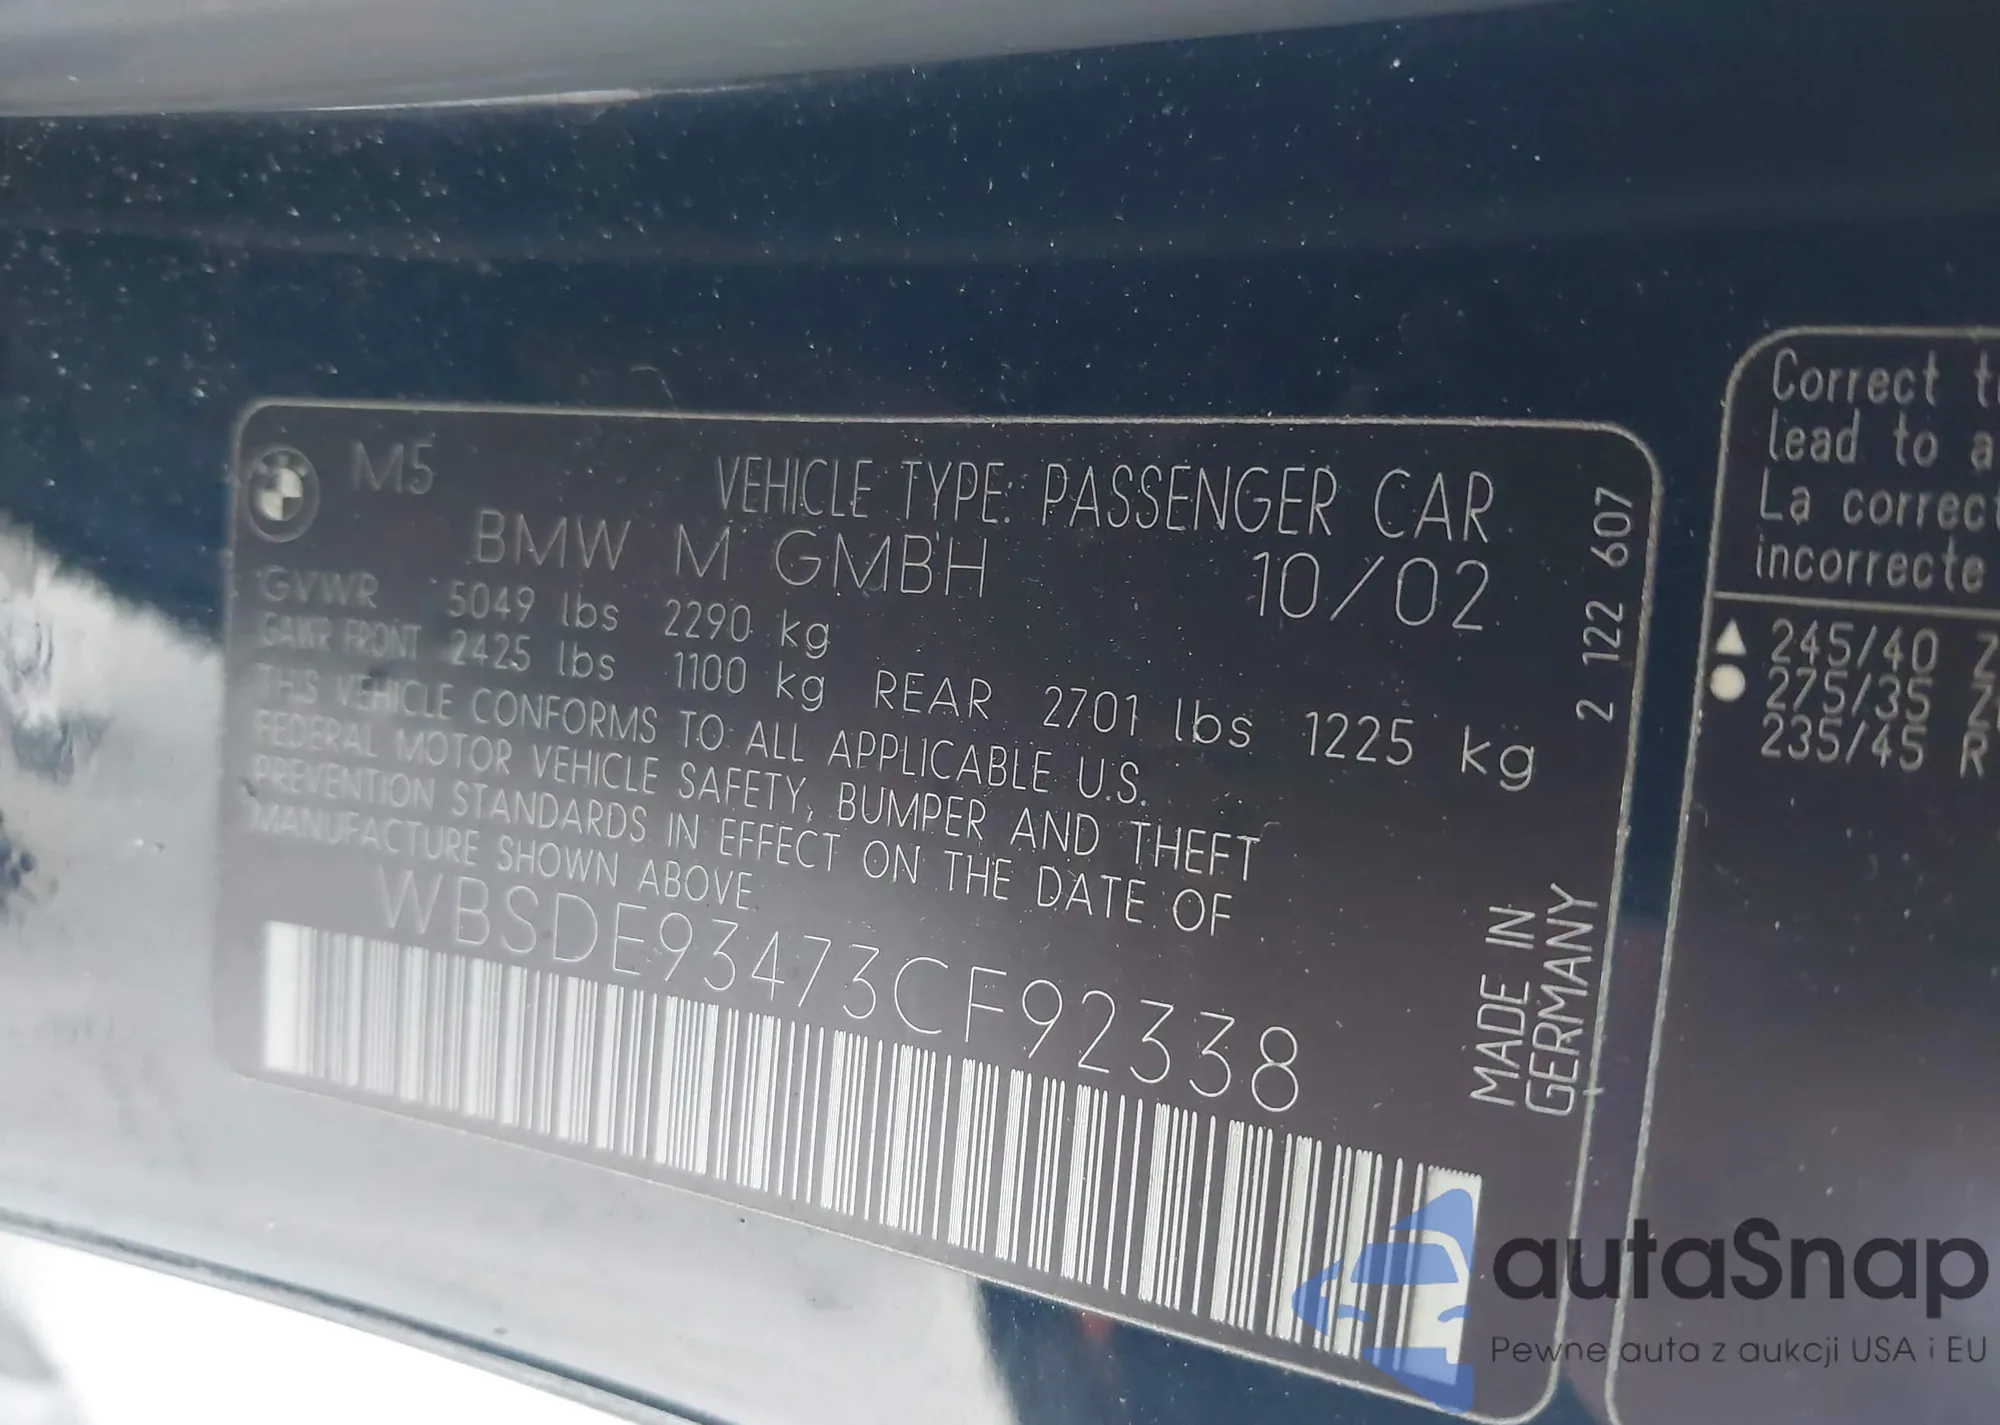 M5
VEHICLE TYPE: PASSENGER CAR
BMW M GMBH 10/02
GVWR 5049 lbs 2290 kg
GAWR FRONT 2425 lbs 1100 kg REAR 2701 lbs 1225 kg
THIS VEHICLE CONFORMS TO ALL APPLICABLE U.S.
FEDERAL MOTOR VEHICLE SAFETY, BUMPER AND THEFT
PREVENTION STANDARDS IN EFFECT ON THE DATE OF
MANUFACTURE SHOWN ABOVE
WBSDE93473CF92338
2 122 607
MADE IN
GERMANY
Correct
lead to a
La correct
incorrecte
245/40 Z
275/35 Z
235/45 R
autaSnap
Pewne auta z aukcji USA i EU